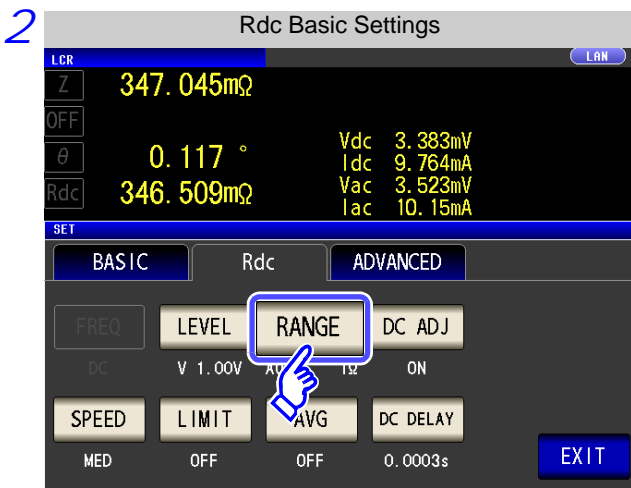 2
Rdc Basic Settings
LCR LAN
Z 347.045mΩ
OFF
Vdc 3.383mV
θ 0.117 ° Idc 9.764mA
Rdc 346.509mΩ Vac 3.523mV
Iac 10.15mA
SET
BASIC Rdc ADVANCED
FREQ LEVEL RANGE DC ADJ
DC V 1.00V 1Ω ON
SPEED LIMIT AVG DC DELAY
MED OFF OFF 0.0003s
EXIT